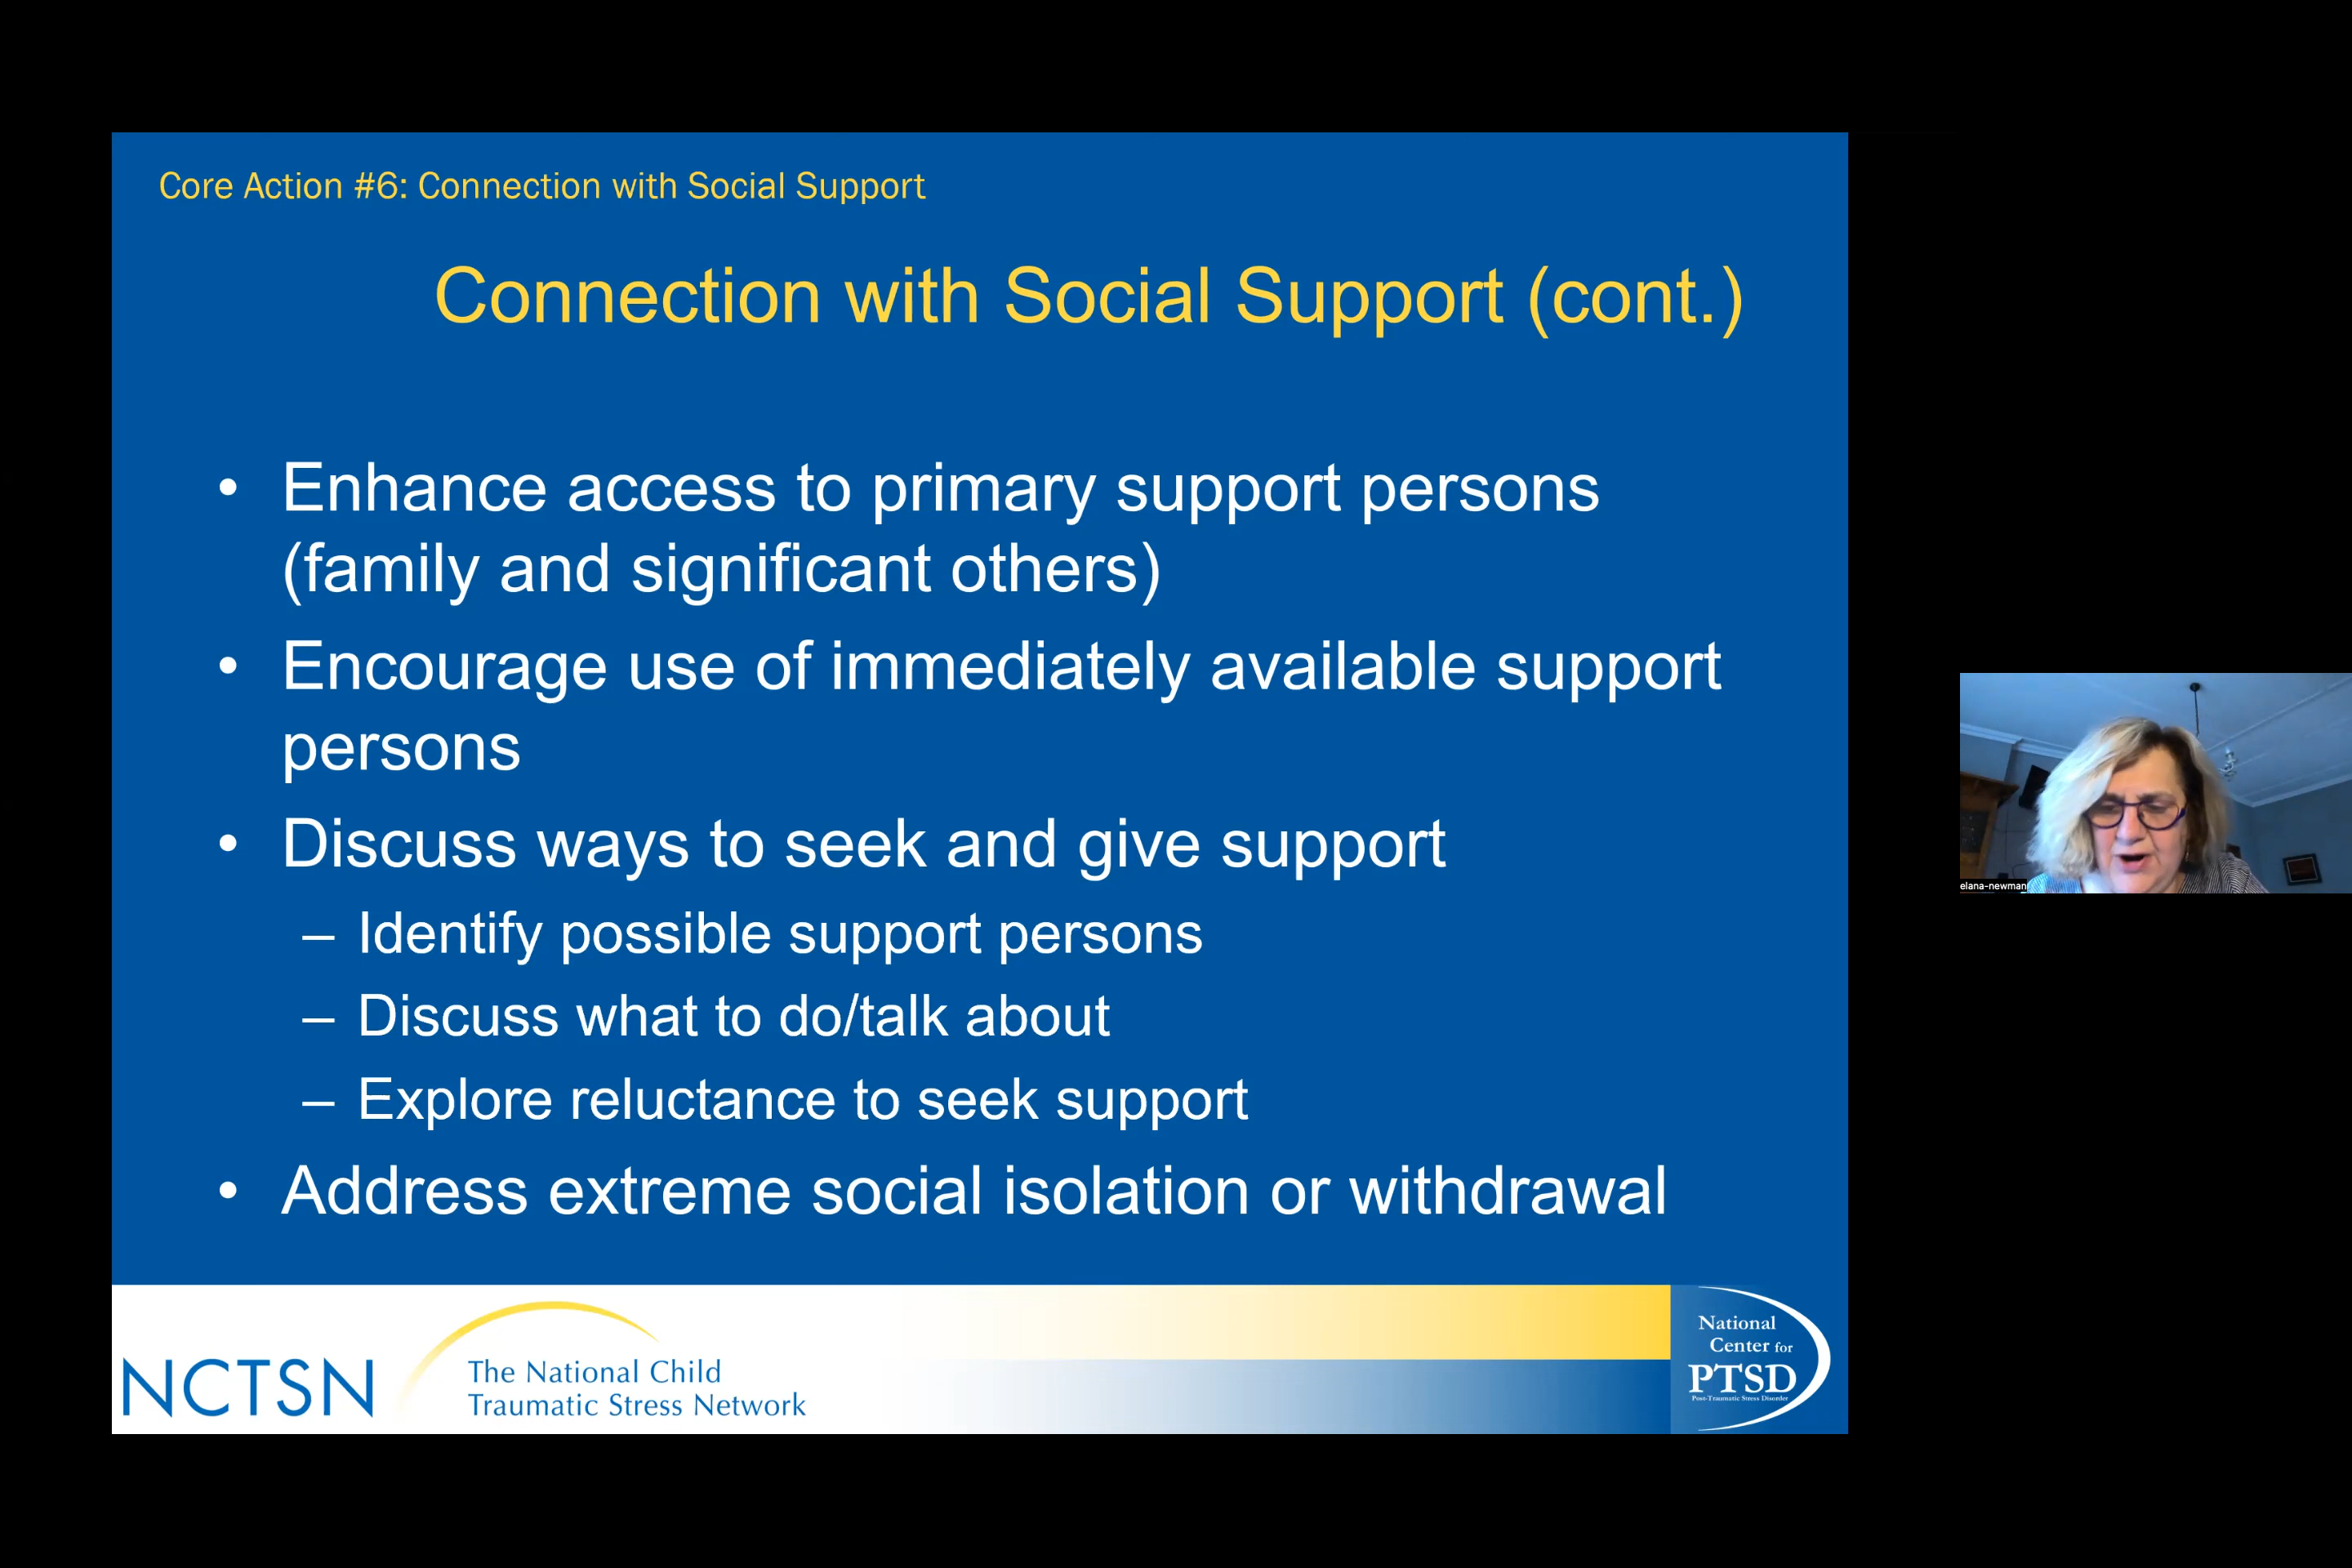 Core Action #6: Connection with Social Support
Connection with Social Support (cont.)
• Enhance access to primary support persons
(family and significant others)
• Encourage use of immediately available support
persons
• Discuss ways to seek and give support
– Identify possible support persons
– Discuss what to do/talk about
– Explore reluctance to seek support
• Address extreme social isolation or withdrawal
NCTSN
The National Child
Traumatic Stress Network
National
Center for
PTSD
Post-Traumatic Stress Disorder
elana-newman